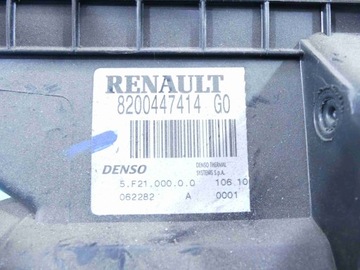 RENAULT
8200447414 G0
DENSO
DENSO THERMAL
SYSTEMS S.p.A.
5.F21.000.0.0 106.10
062282 A 0001